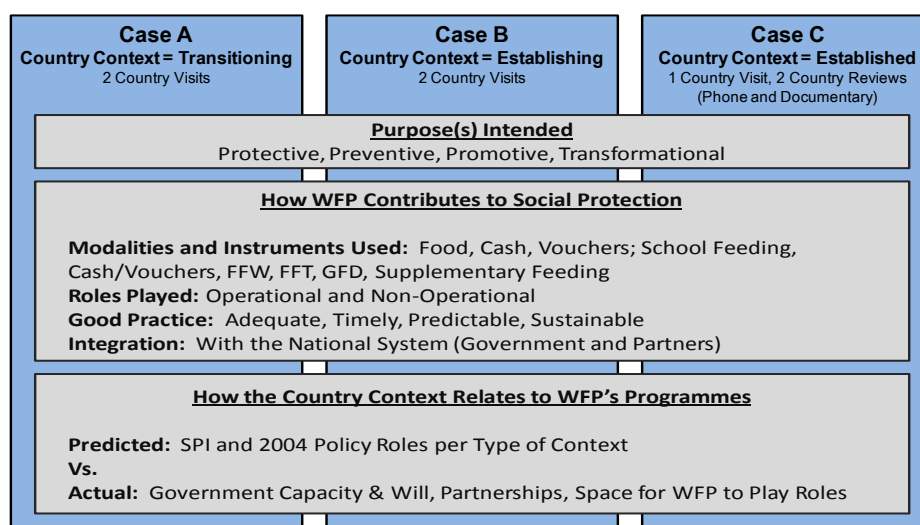 Case A
Country Context = Transitioning
2 Country Visits
Case B
Country Context = Establishing
2 Country Visits
Case C
Country Context = Established
1 Country Visit, 2 Country Reviews
(Phone and Documentary)
Purpose(s) Intended
Protective, Preventive, Promotive, Transformational
How WFP Contributes to Social Protection
Modalities and Instruments Used: Food, Cash, Vouchers; School Feeding,
Cash/Vouchers, FFW, FFT, GFD, Supplementary Feeding
Roles Played: Operational and Non-Operational
Good Practice: Adequate, Timely, Predictable, Sustainable
Integration: With the National System (Government and Partners)
How the Country Context Relates to WFP's Programmes
Predicted: SPI and 2004 Policy Roles per Type of Context
Vs.
Actual: Government Capacity & Will, Partnerships, Space for WFP to Play Roles